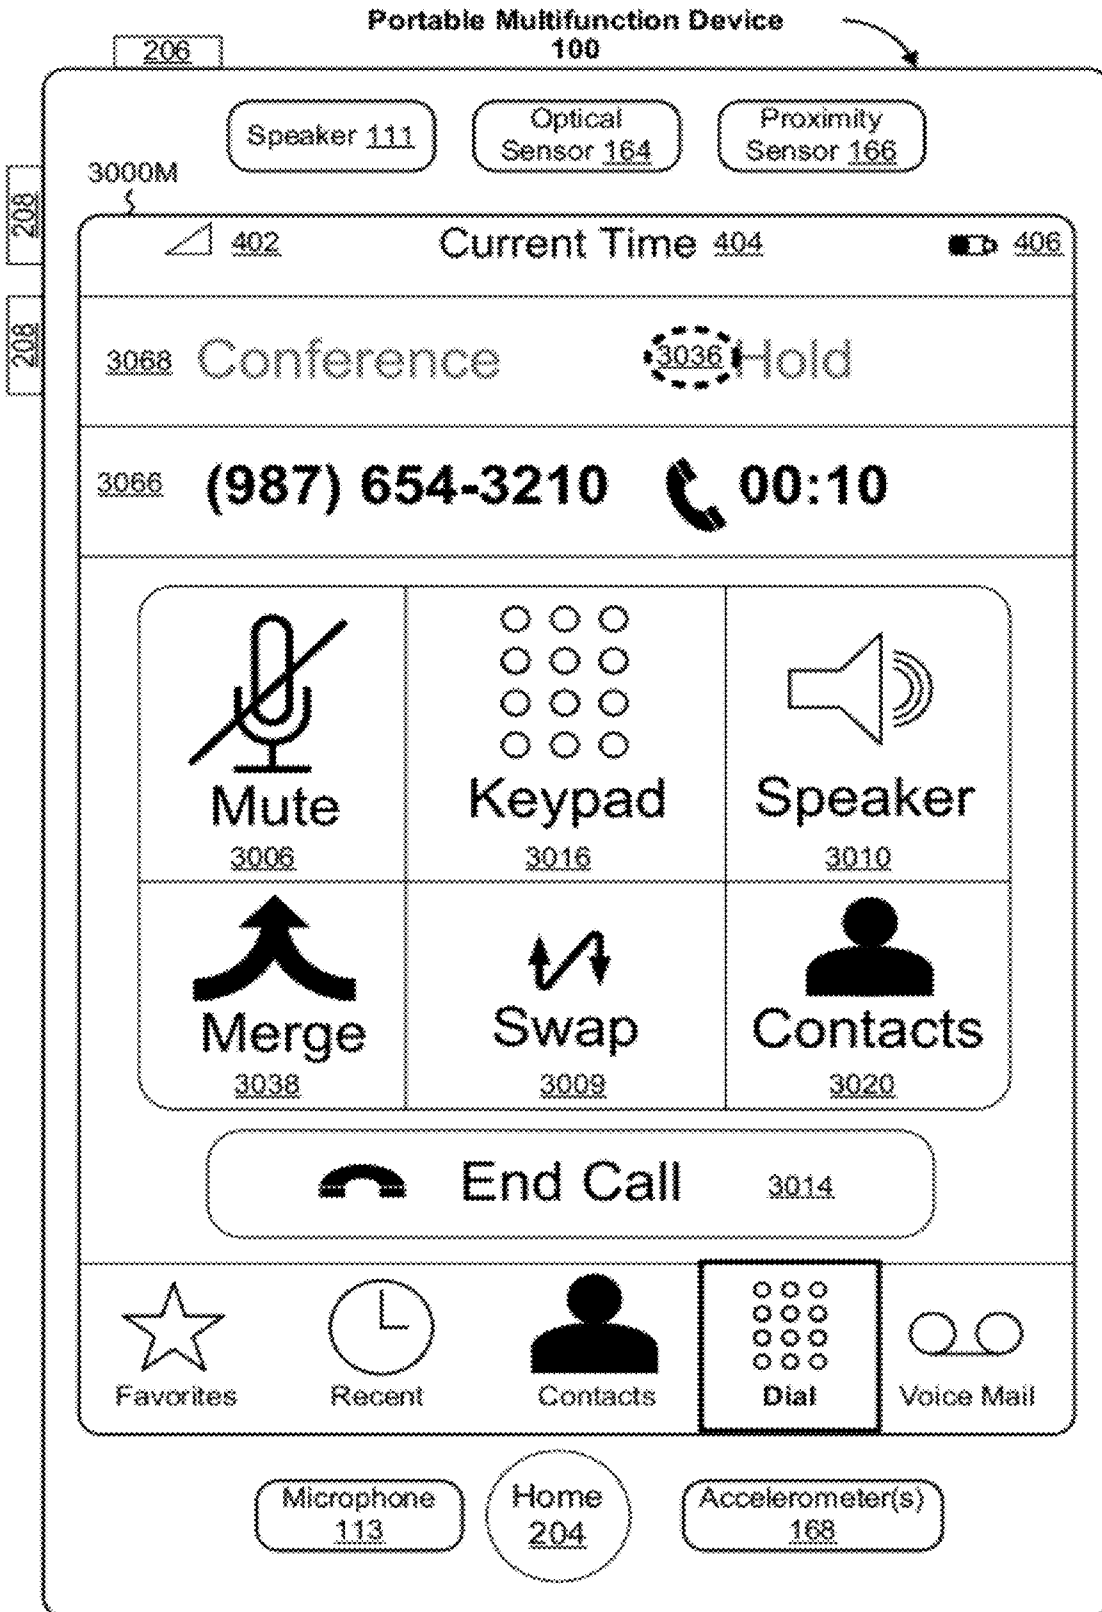 Portable Multifunction Device
100
206
Speaker 111
Optical
Sensor 164
Proximity
Sensor 166
3000M
208
208
402
Current Time 404
406
3068 Conference
3036 Hold
3066 (987) 654-3210 00:10
Mute
3006
Keypad
3016
Speaker
3010
Merge
3038
Swap
3009
Contacts
3020
End Call 3014
Favorites
Recent
Contacts
Dial
Voice Mail
Microphone
113
Home
204
Accelerometer(s)
168